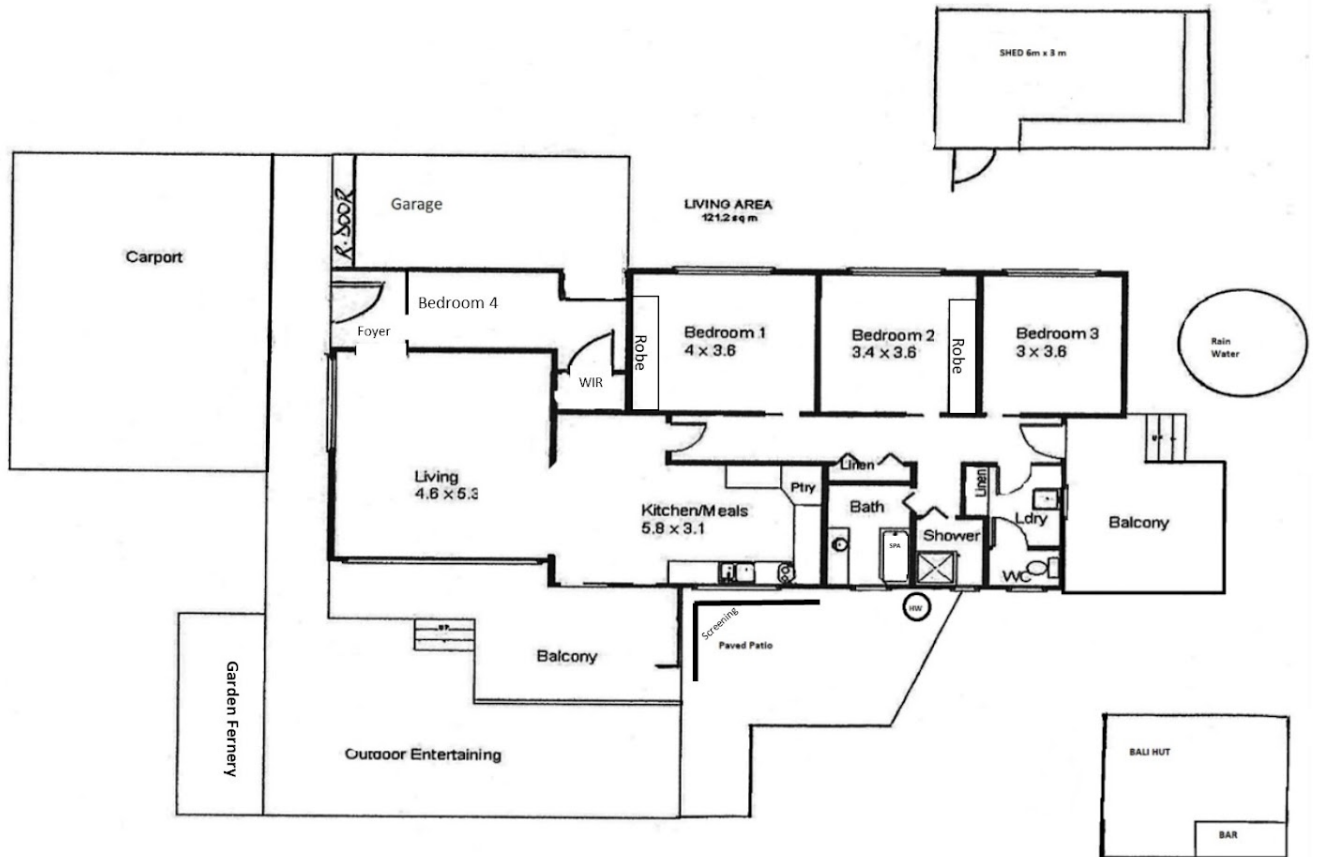 SHED 6m x 3 m
R. DOOR
Garage
LIVING AREA
121.2 sq m
Carport
Bedroom 4
Foyer
WIR
Robe
Bedroom 1
4 x 3.6
Bedroom 2
3.4 x 3.6
Robe
Bedroom 3
3 x 3.6
Rain
Water
Living
4.6 x 5.3
Kitchen/Meals
5.8 x 3.1
Ptry
Linen
Bath
SPA
Shower
Linen
Ldry
WC
Balcony
HW
Screening
Paved Patio
Balcony
Garden Fernery
Outdoor Entertaining
BALI HUT
BAR